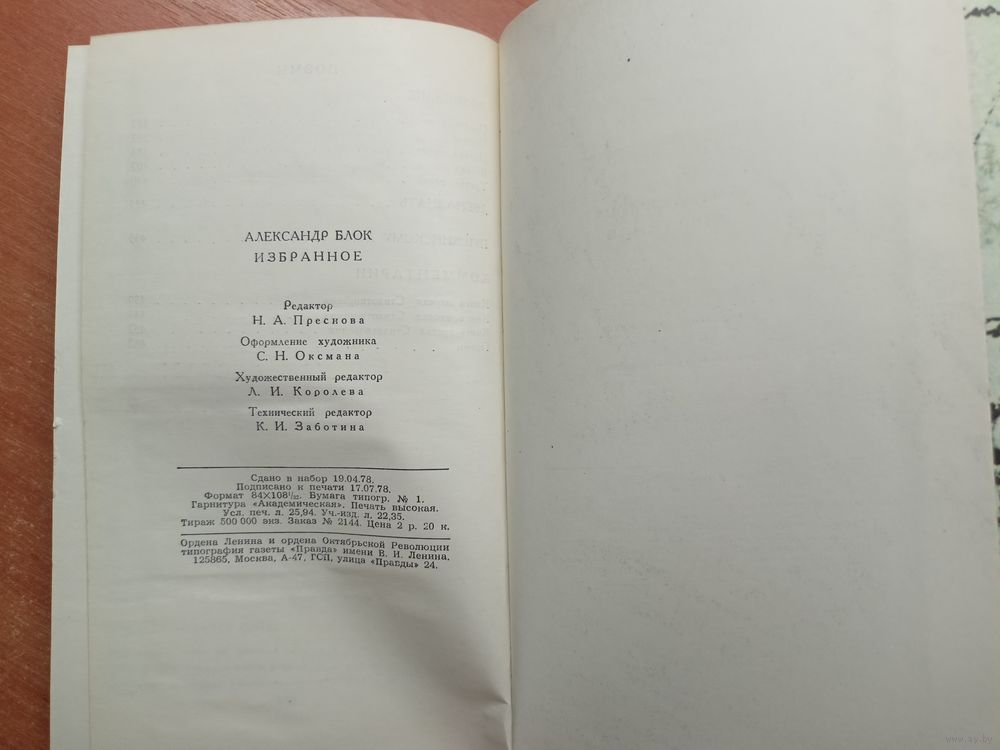 АЛЕКСАНДР БЛОК
ИЗБРАННОЕ
Редактор
Н. А. Преснова
Оформление художника
С. Н. Оксмана
Художественный редактор
Л. И. Королева
Технический редактор
К. И. Заботина
Сдано в набор 19.04.78.
Подписано к печати 17.07.78.
Формат 84×108¹/₃₂. Бумага типогр. № 1.
Гарнитура «Академическая». Печать высокая.
Усл. печ. л. 25,94. Уч.-изд. л. 22,35.
Тираж 500 000 экз. Заказ № 2144. Цена 2 р. 20 к.
Ордена Ленина и ордена Октябрьской Революции
типография газеты «Правда» имени В. И. Ленина.
125865, Москва, А-47, ГСП, улица «Правды» 24.
www.ay.by